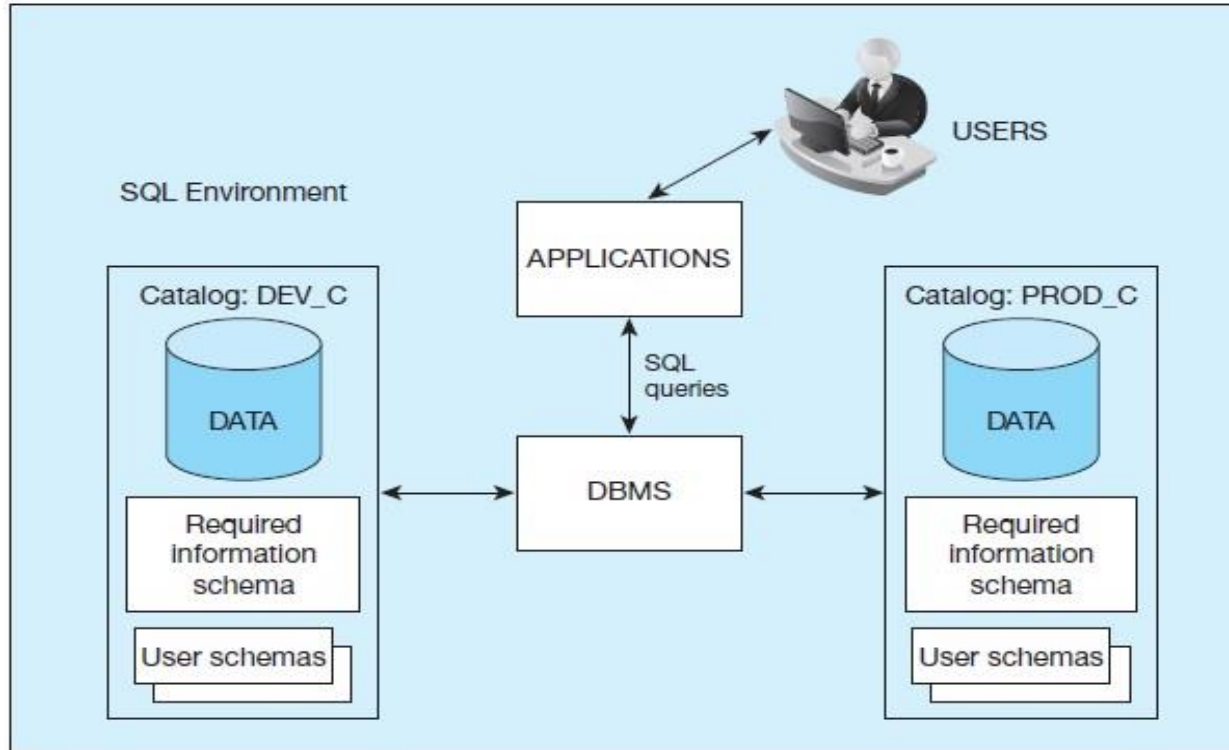 USERS
SQL Environment
APPLICATIONS
Catalog: DEV_C
Catalog: PROD_C
SQL
queries
DATA
DATA
DBMS
Required
information
schema
Required
information
schema
User schemas
User schemas